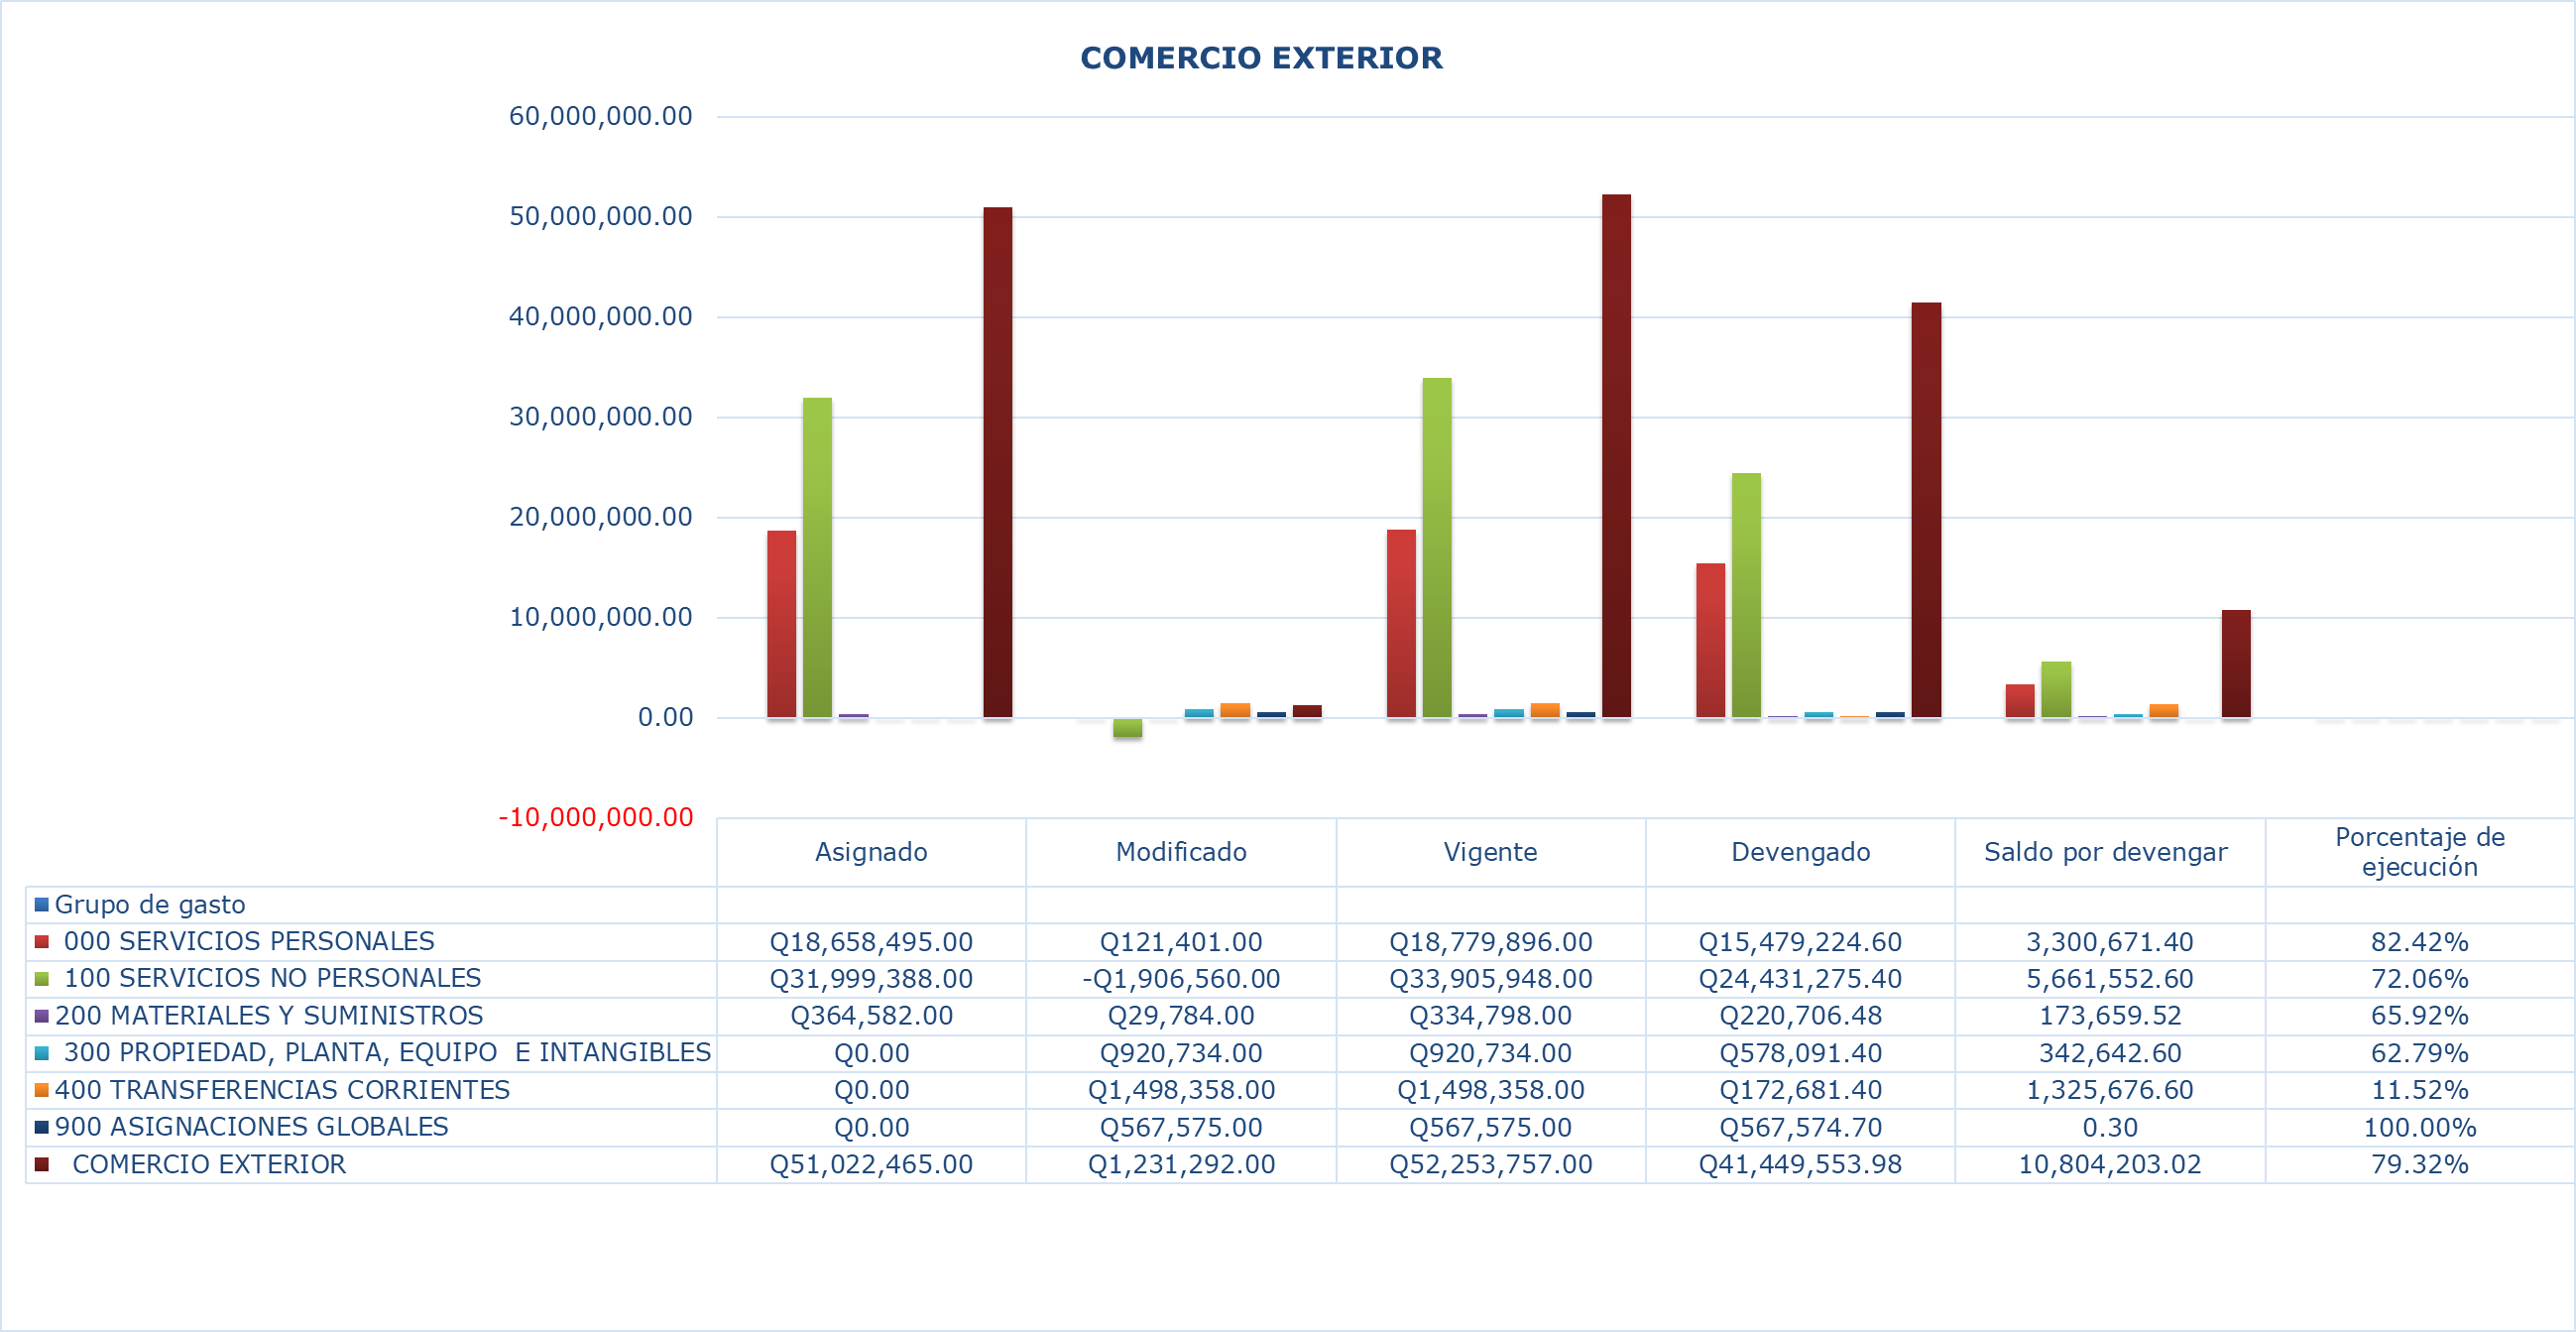 COMERCIO EXTERIOR
60,000,000.00
50,000,000.00
40,000,000.00
30,000,000.00
20,000,000.00
10,000,000.00
0.00
-10,000,000.00
Asignado Modificado Vigente Devengado Saldo por devengar Porcentaje de ejecución
Grupo de gasto
000 SERVICIOS PERSONALES Q18,658,495.00 Q121,401.00 Q18,779,896.00 Q15,479,224.60 3,300,671.40 82.42%
100 SERVICIOS NO PERSONALES Q31,999,388.00 -Q1,906,560.00 Q33,905,948.00 Q24,431,275.40 5,661,552.60 72.06%
200 MATERIALES Y SUMINISTROS Q364,582.00 Q29,784.00 Q334,798.00 Q220,706.48 173,659.52 65.92%
300 PROPIEDAD, PLANTA, EQUIPO E INTANGIBLES Q0.00 Q920,734.00 Q920,734.00 Q578,091.40 342,642.60 62.79%
400 TRANSFERENCIAS CORRIENTES Q0.00 Q1,498,358.00 Q1,498,358.00 Q172,681.40 1,325,676.60 11.52%
900 ASIGNACIONES GLOBALES Q0.00 Q567,575.00 Q567,575.00 Q567,574.70 0.30 100.00%
COMERCIO EXTERIOR Q51,022,465.00 Q1,231,292.00 Q52,253,757.00 Q41,449,553.98 10,804,203.02 79.32%